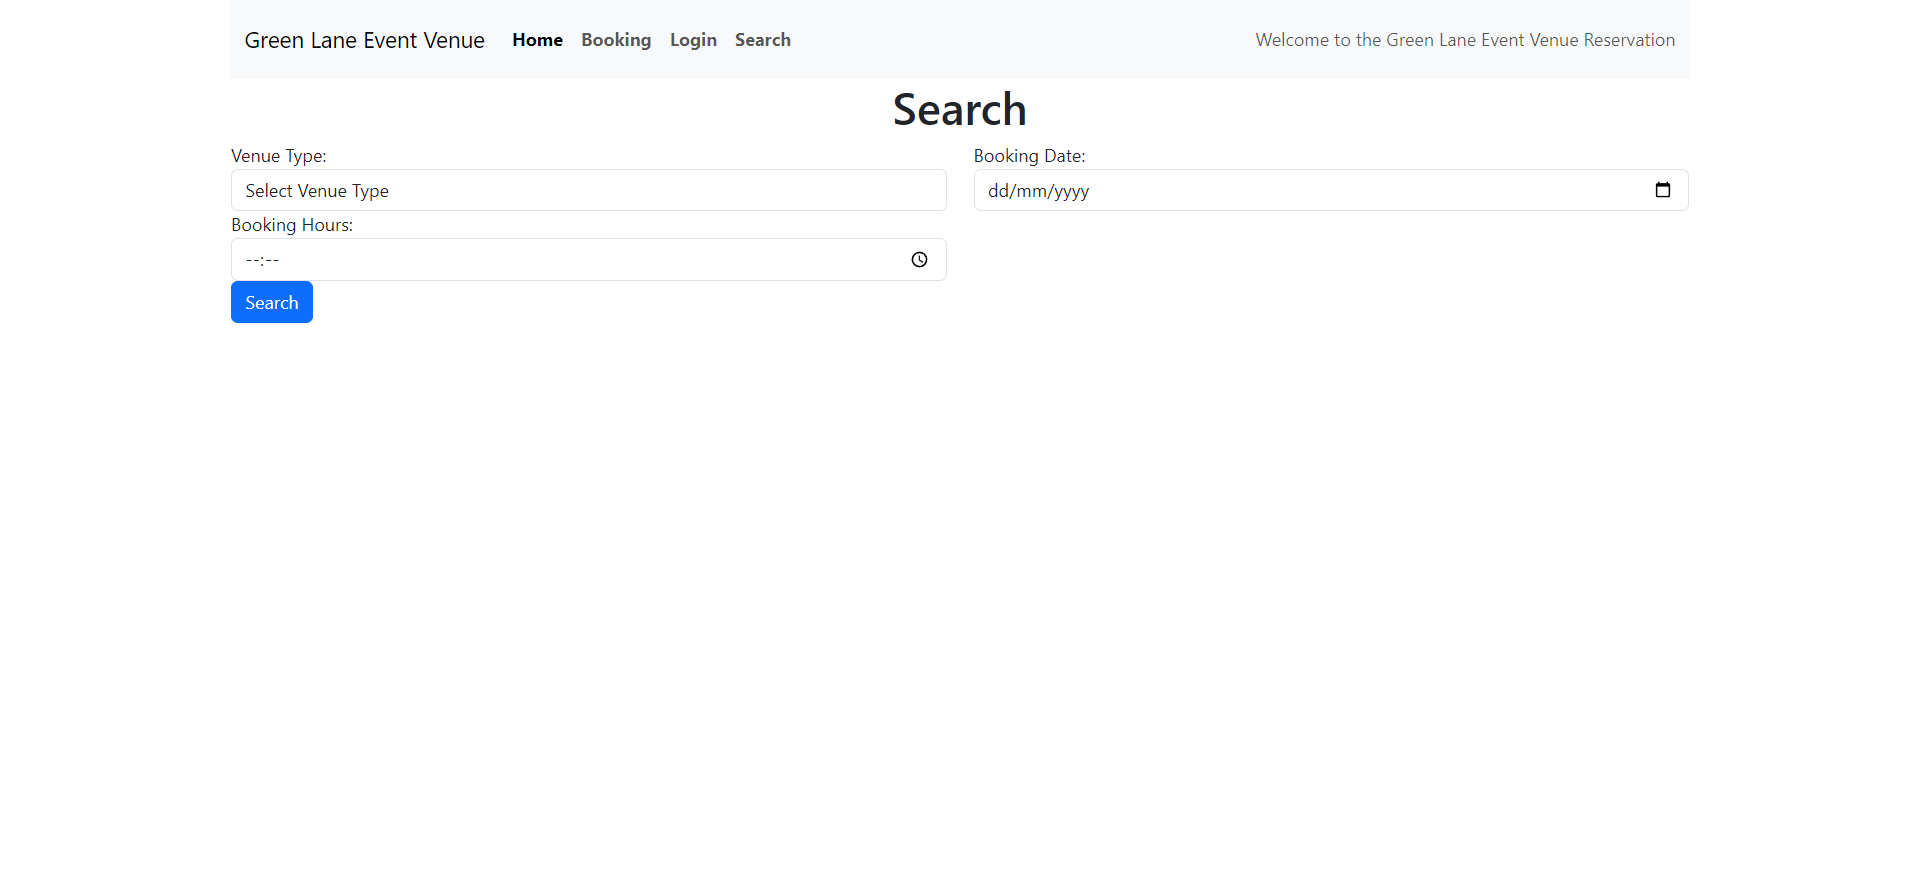 Green Lane Event Venue Home Booking Login Search Welcome to the Green Lane Event Venue Reservation
Search
Venue Type: Booking Date:
Select Venue Type dd/mm/yyyy
Booking Hours:
--:--
Search